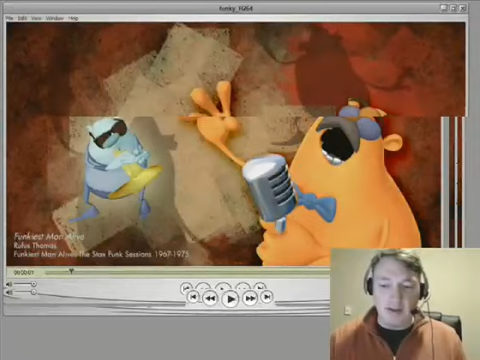 funky_H264
File Edit View Window Help
Funkiest Man Alive
Rufus Thomas
Funkiest Man Alive: The Stax Funk Sessions 1967-1975
00:00:01